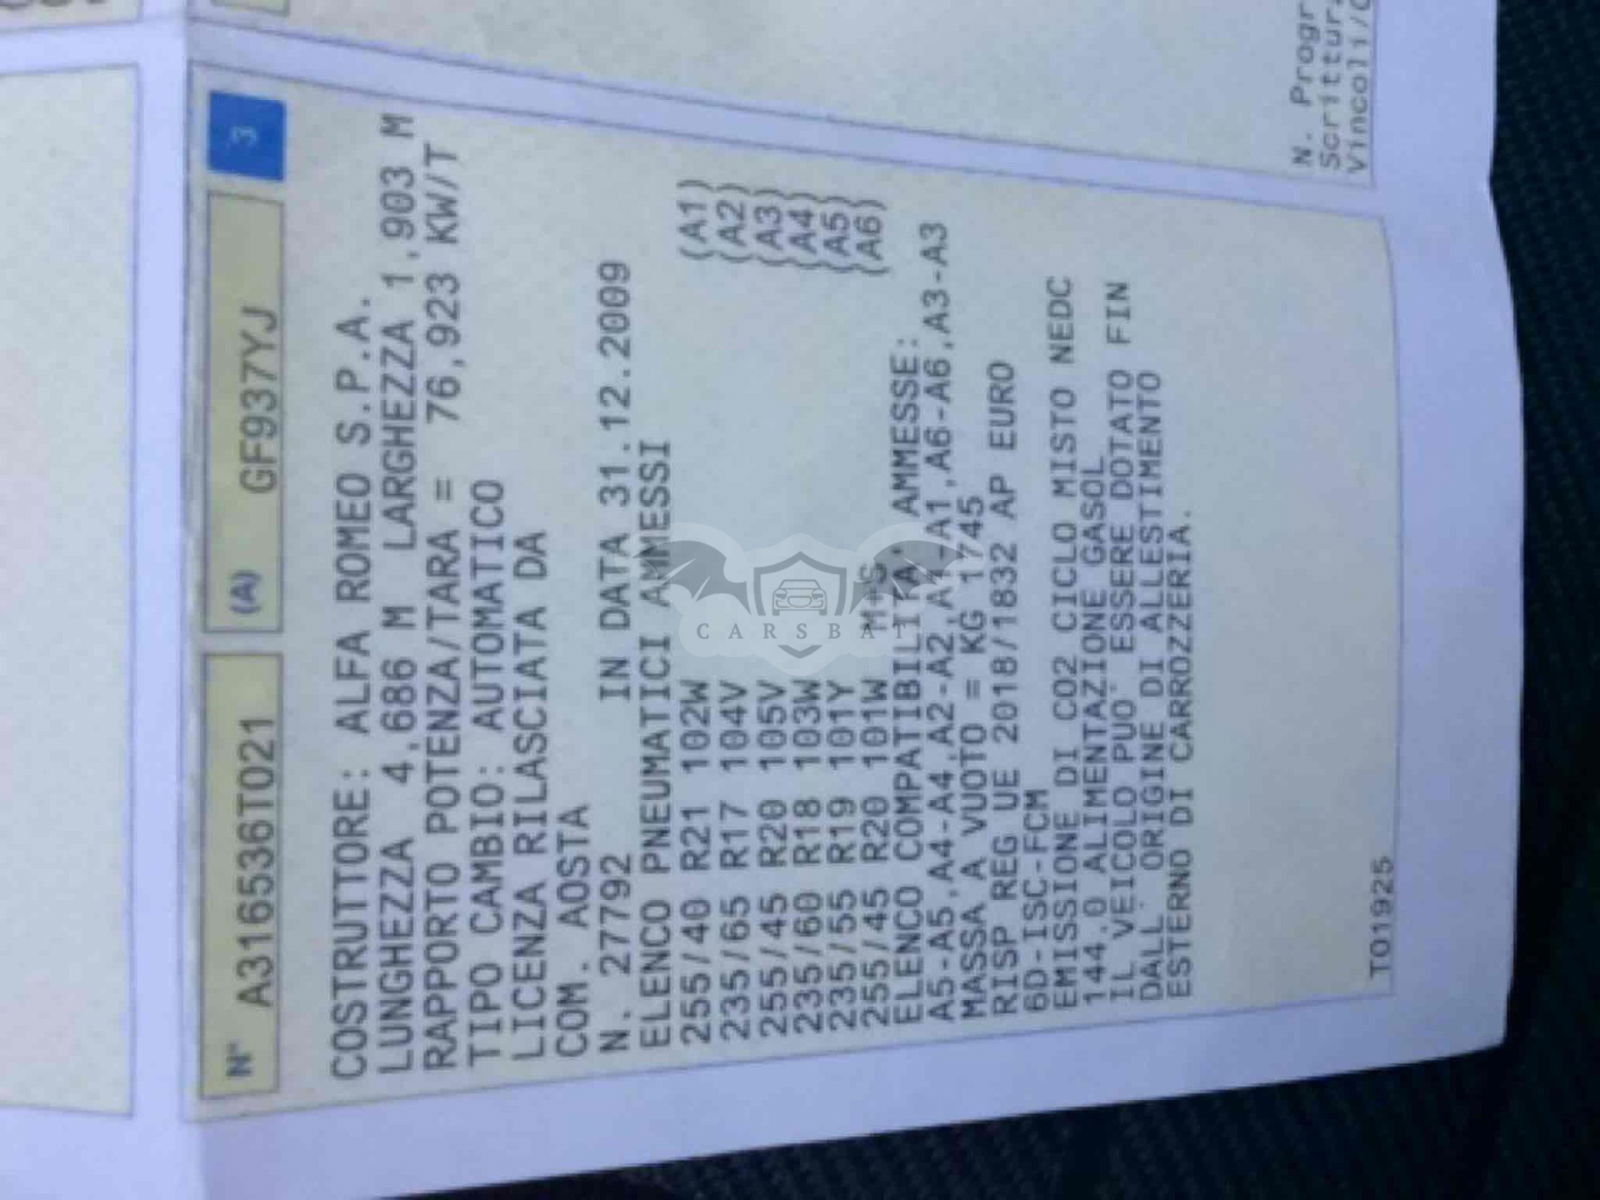 N° A316536T021 (A) GF937YJ 3
COSTRUTTORE: ALFA ROMEO S.P.A.
LUNGHEZZA 4,686 M LARGHEZZA 1,903 M
RAPPORTO POTENZA/TARA = 76,923 KW/T
TIPO CAMBIO: AUTOMATICO
LICENZA RILASCIATA DA
COM. AOSTA
N. 27792 IN DATA 31.12.2009
ELENCO PNEUMATICI AMMESSI
255/40 R21 102W (A1)
235/65 R17 104V (A2)
255/45 R20 105V (A3)
235/60 R18 103W (A4)
235/55 R19 101Y (A5)
255/45 R20 101W M+S (A6)
ELENCO COMPATIBILITA' AMMESSE:
A5-A5,A4-A4,A2-A2,A1-A1,A6-A6,A3-A3
MASSA A VUOTO = KG 1745
RISP REG UE 2018/1832 AP EURO
6D-ISC-FCM
EMISSIONE DI CO2 CICLO MISTO NEDC
144.0 ALIMENTAZIONE GASOL
IL VEICOLO PUO' ESSERE DOTATO FIN
DALL' ORIGINE DI ALLESTIMENTO
ESTERNO DI CARROZZERIA.
TO1925
N. Progr
Scrittur
Vincoli/
CARSBAT